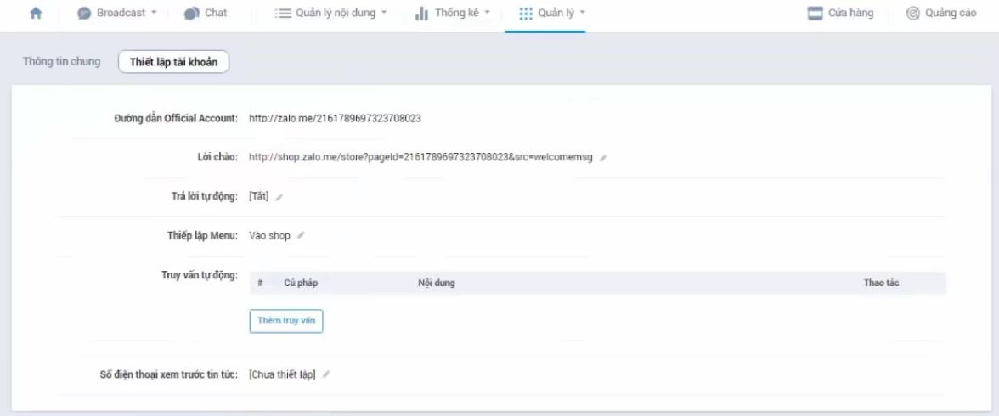 Broadcast Chat Quản lý nội dung Thống kê Quản lý Cửa hàng Quảng cáo
Thông tin chung Thiết lập tài khoản
Đường dẫn Official Account: http://zalo.me/2161789697323708023
Lời chào: http://shop.zalo.me/store?pageId=2161789697323708023&src=welcomemsg
Trả lời tự động: [Tắt]
Thiếp lập Menu: Vào shop
Truy vấn tự động:
# Cú pháp Nội dung Thao tác
Thêm truy vấn
Số điện thoại xem trước tin tức: [Chưa thiết lập]